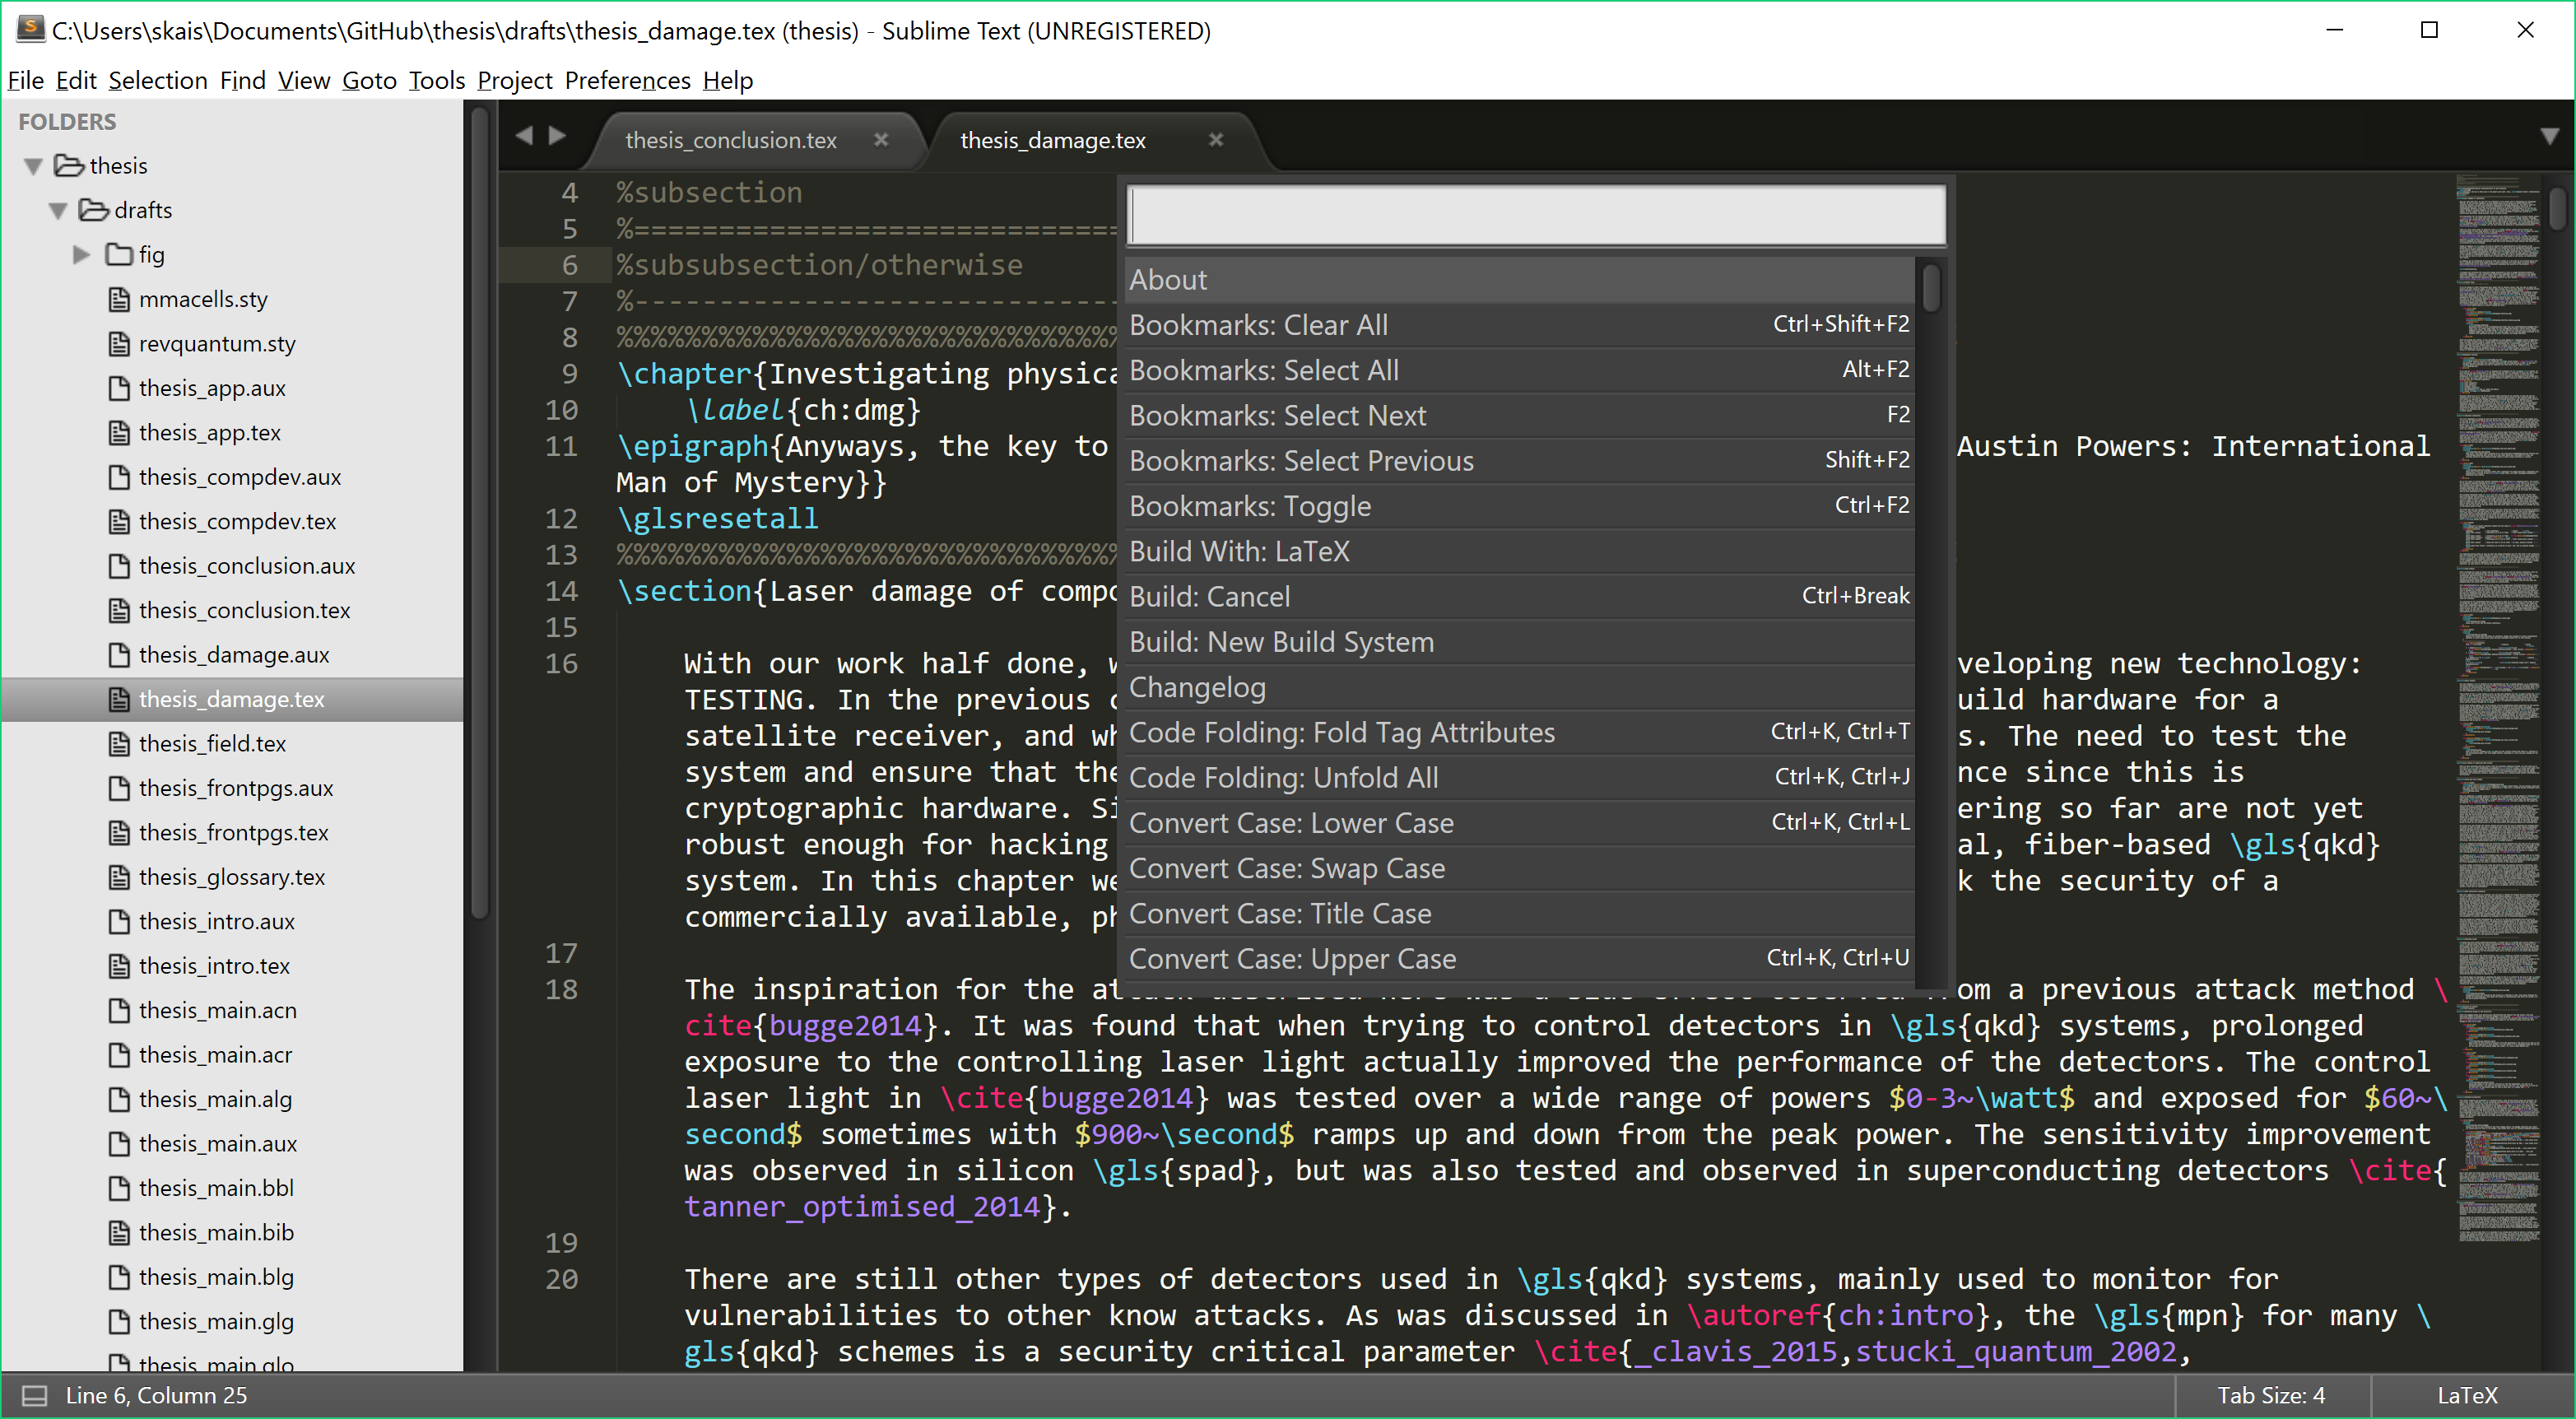 C:\Users\skais\Documents\GitHub\thesis\drafts\thesis_damage.tex (thesis) - Sublime Text (UNREGISTERED)
File Edit Selection Find View Goto Tools Project Preferences Help
FOLDERS
thesis
drafts
fig
mmacells.sty
revquantum.sty
thesis_app.aux
thesis_app.tex
thesis_compdev.aux
thesis_compdev.tex
thesis_conclusion.aux
thesis_conclusion.tex
thesis_damage.aux
thesis_damage.tex
thesis_field.tex
thesis_frontpgs.aux
thesis_frontpgs.tex
thesis_glossary.tex
thesis_intro.aux
thesis_intro.tex
thesis_main.acn
thesis_main.acr
thesis_main.alg
thesis_main.aux
thesis_main.bbl
thesis_main.bib
thesis_main.blg
thesis_main.glg
thesis_main.glo
thesis_conclusion.tex thesis_damage.tex
4 %subsection
5 %=============================
6 %subsubsection/otherwise
7 %-----------------------------
8 %%%%%%%%%%%%%%%%%%%%%%%%%%%%%%
9 \chapter{Investigating physica
10 \label{ch:dmg}
11 \epigraph{Anyways, the key to Austin Powers: International
Man of Mystery}}
12 \glsresetall
13 %%%%%%%%%%%%%%%%%%%%%%%%%%%%%%
14 \section{Laser damage of compo
15
16 With our work half done, w veloping new technology:
TESTING. In the previous c uild hardware for a
satellite receiver, and wh s. The need to test the
system and ensure that the nce since this is
cryptographic hardware. Si ering so far are not yet
robust enough for hacking al, fiber-based \gls{qkd}
system. In this chapter we k the security of a
commercially available, ph
17
18 The inspiration for the attack described here was a side effect observed from a previous attack method \
cite{bugge2014}. It was found that when trying to control detectors in \gls{qkd} systems, prolonged
exposure to the controlling laser light actually improved the performance of the detectors. The control
laser light in \cite{bugge2014} was tested over a wide range of powers $0-3~\watt$ and exposed for $60~\
second$ sometimes with $900~\second$ ramps up and down from the peak power. The sensitivity improvement
was observed in silicon \gls{spad}, but was also tested and observed in superconducting detectors \cite{
tanner_optimised_2014}.
19
20 There are still other types of detectors used in \gls{qkd} systems, mainly used to monitor for
vulnerabilities to other know attacks. As was discussed in \autoref{ch:intro}, the \gls{mpn} for many \
gls{qkd} schemes is a security critical parameter \cite{_clavis_2015,stucki_quantum_2002,
About
Bookmarks: Clear All Ctrl+Shift+F2
Bookmarks: Select All Alt+F2
Bookmarks: Select Next F2
Bookmarks: Select Previous Shift+F2
Bookmarks: Toggle Ctrl+F2
Build With: LaTeX
Build: Cancel Ctrl+Break
Build: New Build System
Changelog
Code Folding: Fold Tag Attributes Ctrl+K, Ctrl+T
Code Folding: Unfold All Ctrl+K, Ctrl+J
Convert Case: Lower Case Ctrl+K, Ctrl+L
Convert Case: Swap Case
Convert Case: Title Case
Convert Case: Upper Case Ctrl+K, Ctrl+U
Line 6, Column 25 Tab Size: 4 LaTeX